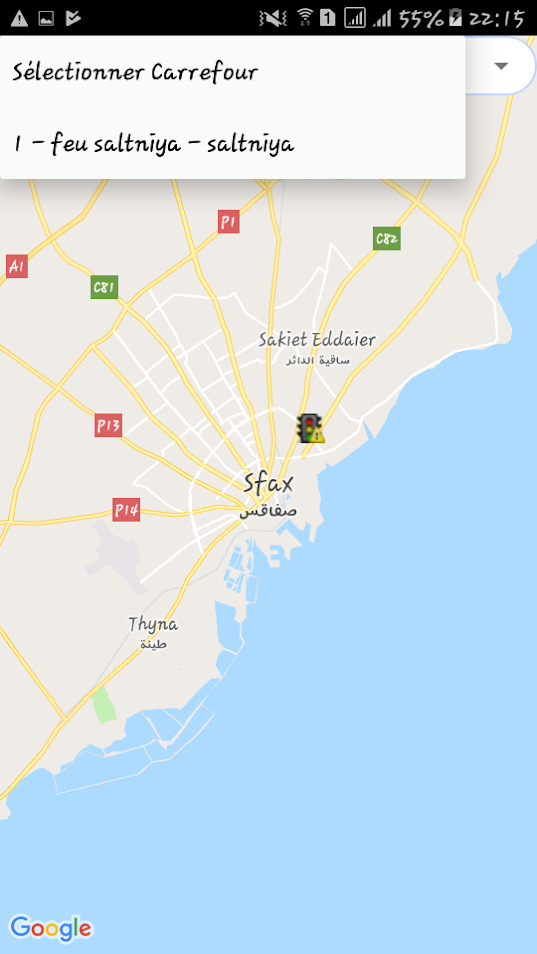 55% 22:15
Sélectionner Carrefour
1 - feu saltniya - saltniya
P1
C82
A1
C81
Sakiet Eddaier
ساقية الدائر
P13
Sfax
صفاقس
P14
Thyna
طينة
Google